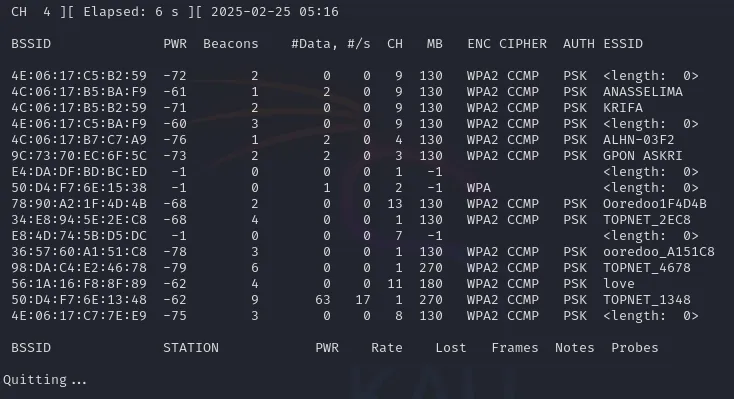 CH 4 ][ Elapsed: 6 s ][ 2025-02-25 05:16
BSSID PWR Beacons #Data, #/s CH MB ENC CIPHER AUTH ESSID
4E:06:17:C5:B2:59 -72 2 0 0 9 130 WPA2 CCMP PSK <length: 0>
4C:06:17:B5:BA:F9 -61 1 2 0 9 130 WPA2 CCMP PSK ANASSELIMA
4C:06:17:B5:B2:59 -71 2 0 0 9 130 WPA2 CCMP PSK KRIFA
4E:06:17:C5:BA:F9 -60 3 0 0 9 130 WPA2 CCMP PSK <length: 0>
4C:06:17:B7:C7:A9 -76 1 2 0 4 130 WPA2 CCMP PSK ALHN-03F2
9C:73:70:EC:6F:5C -73 2 2 0 3 130 WPA2 CCMP PSK GPON ASKRI
E4:DA:DF:BD:BC:ED -1 0 0 0 1 -1 <length: 0>
50:D4:F7:6E:15:38 -1 0 1 0 2 -1 WPA <length: 0>
78:90:A2:1F:4D:4B -68 2 0 0 13 130 WPA2 CCMP PSK Ooredoo1F4D4B
34:E8:94:5E:2E:C8 -68 4 0 0 1 130 WPA2 CCMP PSK TOPNET_2EC8
E8:4D:74:5B:D5:DC -1 0 0 0 7 -1 <length: 0>
36:57:60:A1:51:C8 -78 3 0 0 1 130 WPA2 CCMP PSK ooredoo_A151C8
98:DA:C4:E2:46:78 -79 6 0 0 1 270 WPA2 CCMP PSK TOPNET_4678
56:1A:16:F8:8F:89 -62 4 0 0 11 180 WPA2 CCMP PSK love
50:D4:F7:6E:13:48 -62 9 63 17 1 270 WPA2 CCMP PSK TOPNET_1348
4E:06:17:C7:7E:E9 -75 3 0 0 8 130 WPA2 CCMP PSK <length: 0>
BSSID STATION PWR Rate Lost Frames Notes Probes
Quitting...
KALI